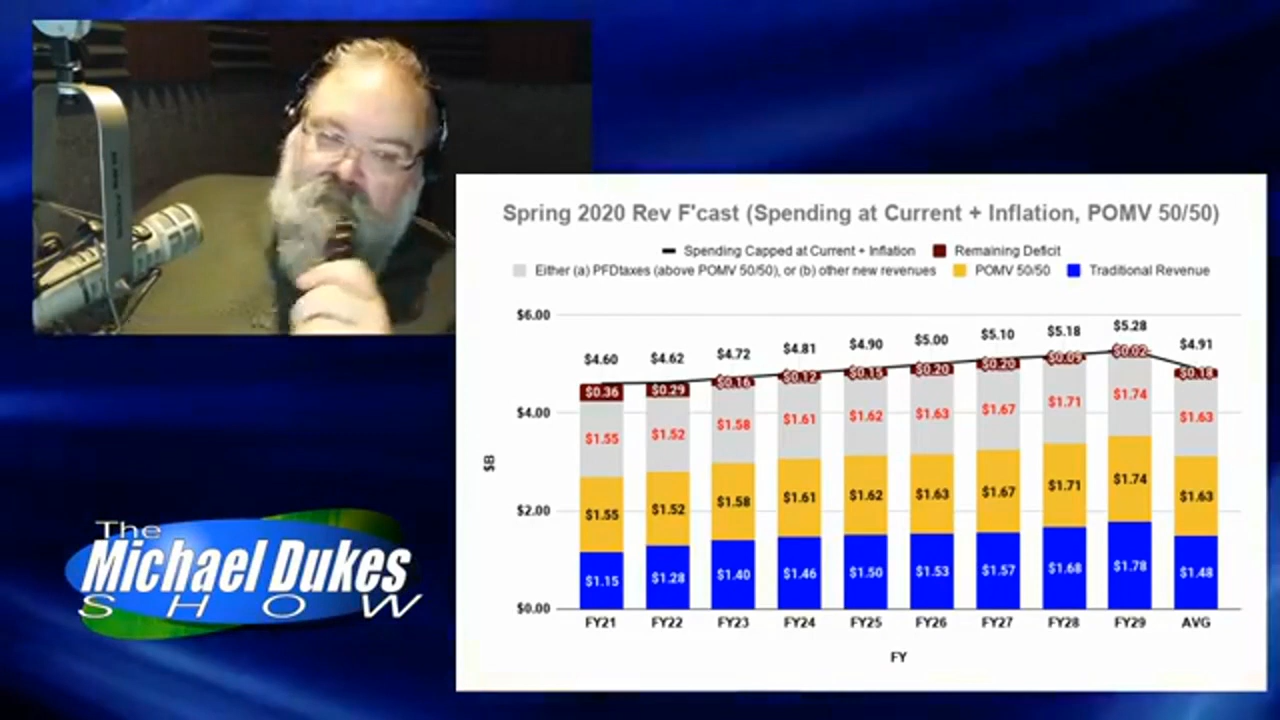 Spring 2020 Rev F'cast (Spending at Current + Inflation, POMV 50/50)
Spending Capped at Current + Inflation Remaining Deficit
Either (a) PFDtaxes (above POMV 50/50), or (b) other new revenues POMV 50/50 Traditional Revenue
$6.00
$4.60 $4.62 $4.72 $4.81 $4.90 $5.00 $5.10 $5.18 $5.28 $4.91
$0.36 $0.29 $0.16 $0.12 $0.15 $0.20 $0.20 $0.09 $0.02 $0.18
$4.00
$1.55 $1.52 $1.58 $1.61 $1.62 $1.63 $1.67 $1.71 $1.74 $1.63
$B
$1.55 $1.52 $1.58 $1.61 $1.62 $1.63 $1.67 $1.71 $1.74 $1.63
$2.00
$1.15 $1.28 $1.40 $1.46 $1.50 $1.53 $1.57 $1.68 $1.78 $1.48
$0.00
FY21 FY22 FY23 FY24 FY25 FY26 FY27 FY28 FY29 AVG
FY
The
Michael Dukes
SHOW